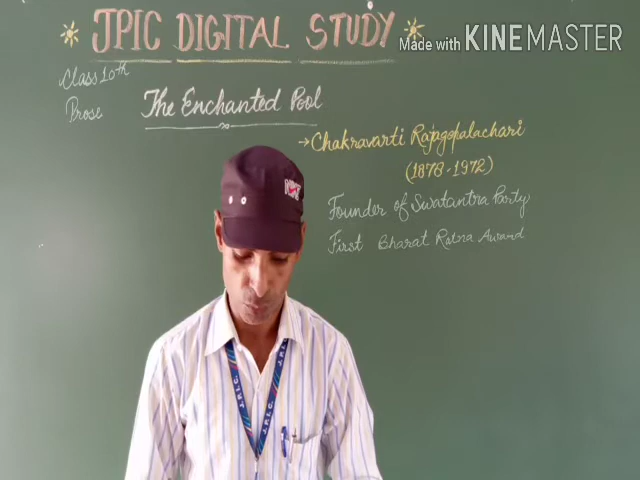 JPIC DIGITAL STUDY
Made with KINEMASTER
Class 10th
Prose
The Enchanted Pool
→ Chakravarti Rajagopalachari
(1878-1972)
Founder of Swatantra Party
First Bharat Ratna Award
J.P.I.C.
J.P.I.C.